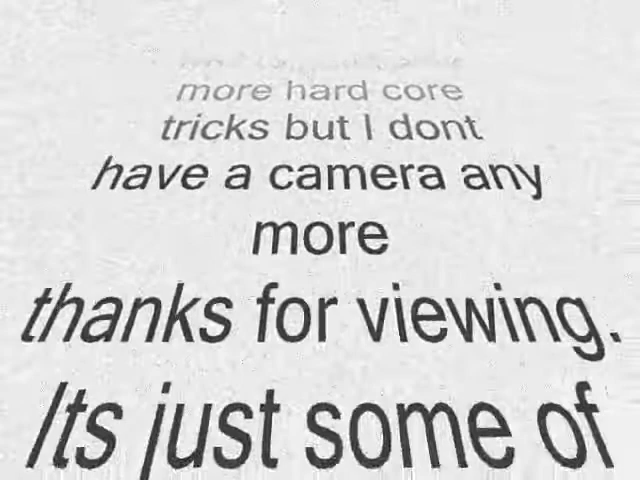 more hard core
tricks but I dont
have a camera any
more
thanks for viewing.
Its just some of